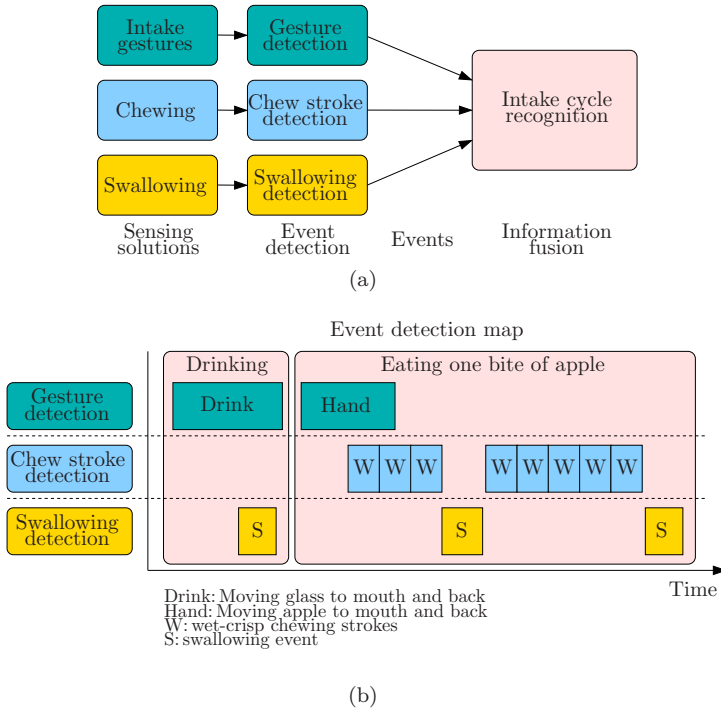 Intake
gestures
Gesture
detection
Chewing
Chew stroke
detection
Intake cycle
recognition
Swallowing
Swallowing
detection
Sensing
solutions
Event
detection
Events
Information
fusion
(a)
Event detection map
Drinking
Eating one bite of apple
Gesture
detection
Drink
Hand
Chew stroke
detection
W W W W W W W W
Swallowing
detection
S S S
Time
Drink: Moving glass to mouth and back
Hand: Moving apple to mouth and back
W: wet-crisp chewing strokes
S: swallowing event
(b)